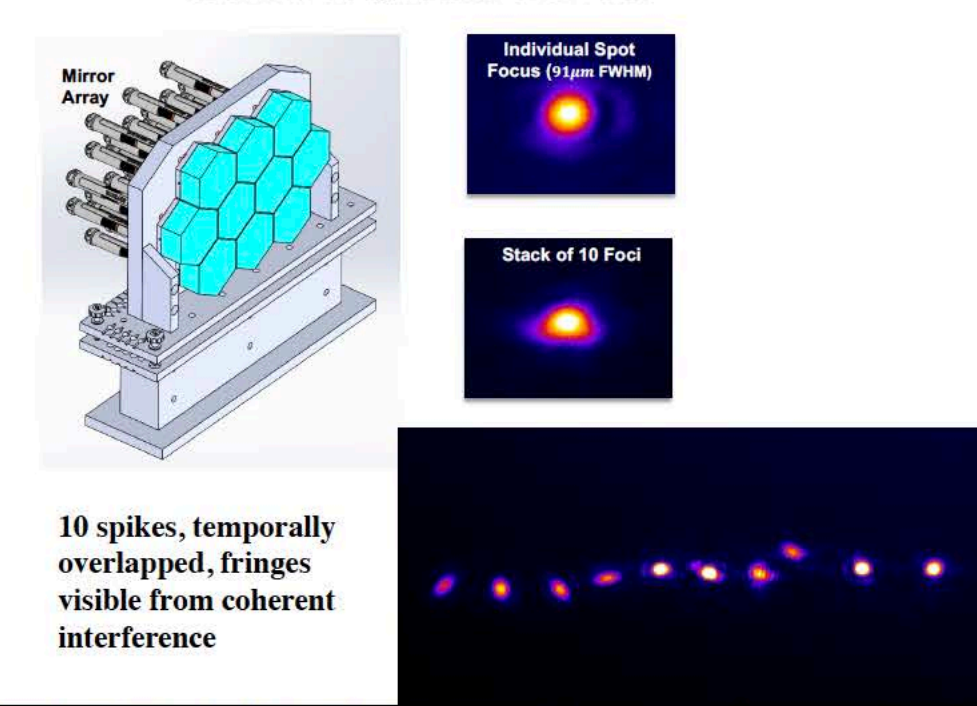 Mirror
Array
Individual Spot
Focus (91μm FWHM)
Stack of 10 Foci
10 spikes, temporally
overlapped, fringes
visible from coherent
interference